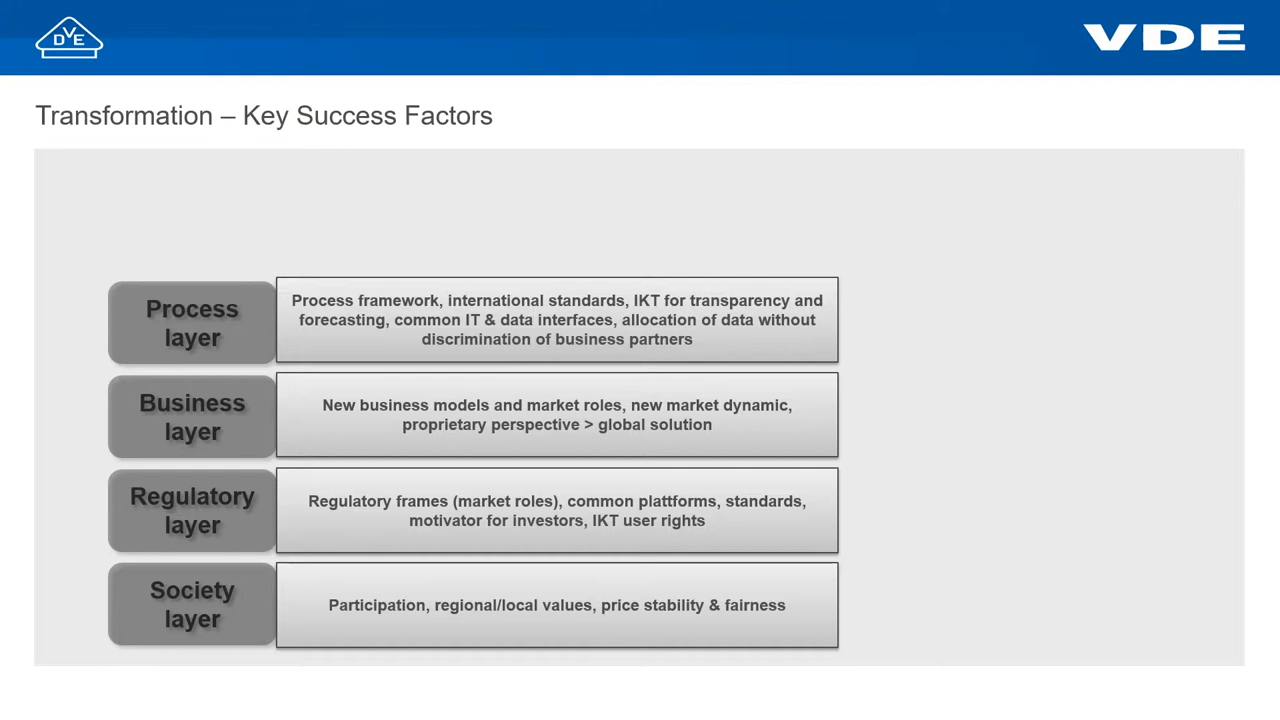 DVE
VDE
Transformation – Key Success Factors
Process
layer
Process framework, international standards, IKT for transparency and
forecasting, common IT & data interfaces, allocation of data without
discrimination of business partners
Business
layer
New business models and market roles, new market dynamic,
proprietary perspective > global solution
Regulatory
layer
Regulatory frames (market roles), common plattforms, standards,
motivator for investors, IKT user rights
Society
layer
Participation, regional/local values, price stability & fairness